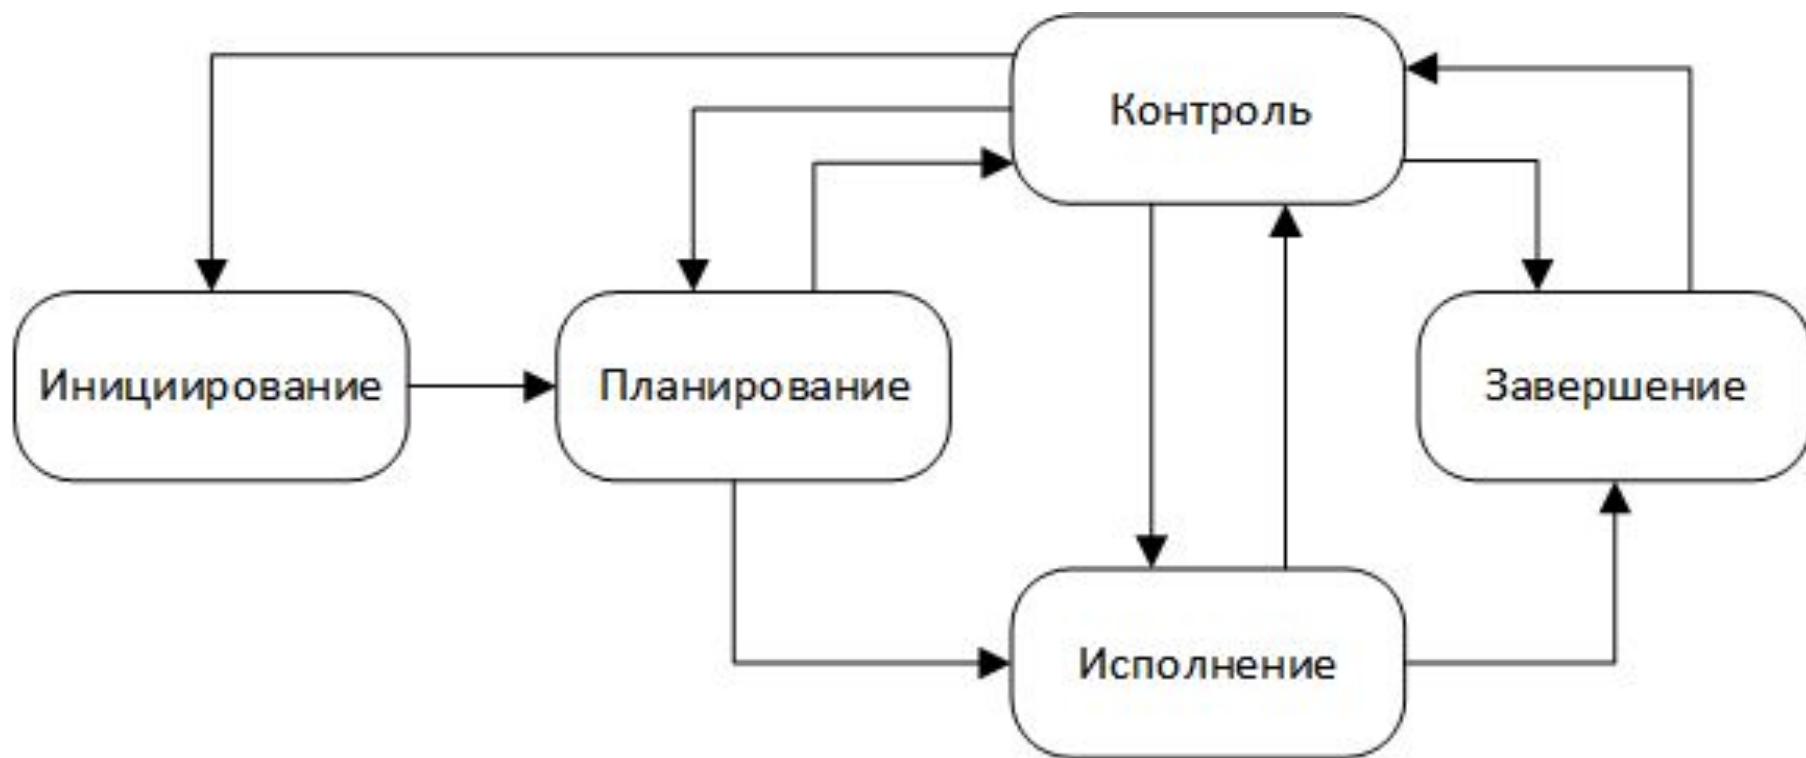 Контроль
Инициирование
Планирование
Завершение
Исполнение